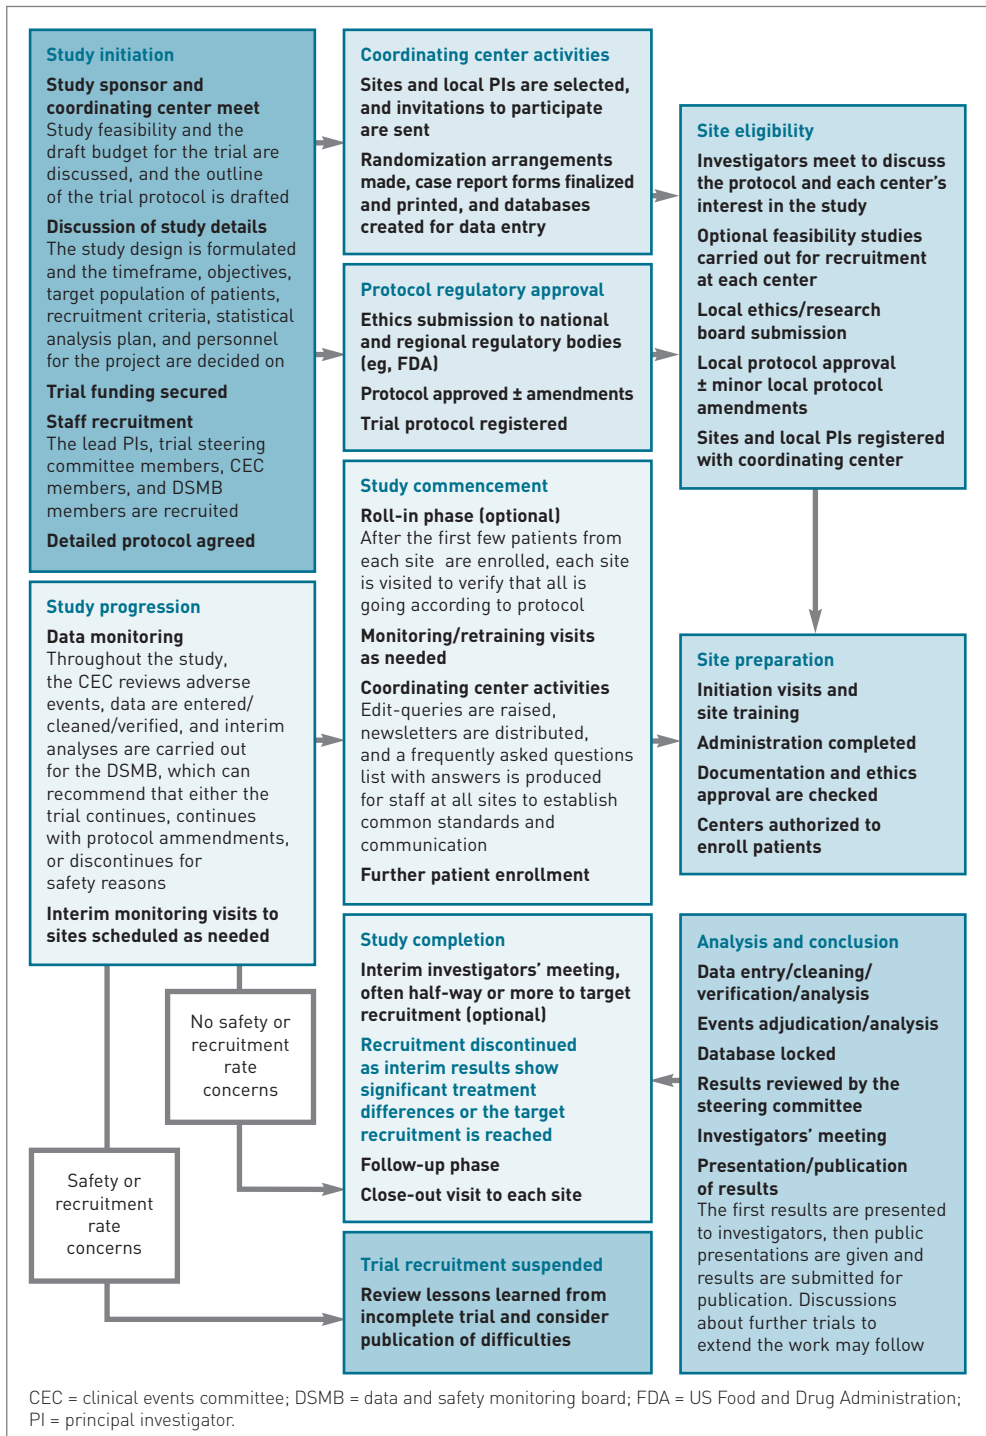 Study initiation
Study sponsor and
coordinating center meet
Study feasibility and the
draft budget for the trial are
discussed, and the outline
of the trial protocol is drafted
Discussion of study details
The study design is formulated
and the timeframe, objectives,
target population of patients,
recruitment criteria, statistical
analysis plan, and personnel
for the project are decided on
Trial funding secured
Staff recruitment
The lead PIs, trial steering
committee members, CEC
members, and DSMB
members are recruited
Detailed protocol agreed
Coordinating center activities
Sites and local PIs are selected,
and invitations to participate
are sent
Randomization arrangements
made, case report forms finalized
and printed, and databases
created for data entry
Protocol regulatory approval
Ethics submission to national
and regional regulatory bodies
(eg, FDA)
Protocol approved ± amendments
Trial protocol registered
Site eligibility
Investigators meet to discuss
the protocol and each center's
interest in the study
Optional feasibility studies
carried out for recruitment
at each center
Local ethics/research
board submission
Local protocol approval
± minor local protocol
amendments
Sites and local PIs registered
with coordinating center
Study progression
Data monitoring
Throughout the study,
the CEC reviews adverse
events, data are entered/
cleaned/verified, and interim
analyses are carried out
for the DSMB, which can
recommend that either the
trial continues, continues
with protocol ammendments,
or discontinues for
safety reasons
Interim monitoring visits to
sites scheduled as needed
Study commencement
Roll-in phase (optional)
After the first few patients from
each site are enrolled, each site
is visited to verify that all is
going according to protocol
Monitoring/retraining visits
as needed
Coordinating center activities
Edit-queries are raised,
newsletters are distributed,
and a frequently asked questions
list with answers is produced
for staff at all sites to establish
common standards and
communication
Further patient enrollment
Site preparation
Initiation visits and
site training
Administration completed
Documentation and ethics
approval are checked
Centers authorized to
enroll patients
No safety or
recruitment
rate
concerns
Safety or
recruitment
rate
concerns
Study completion
Interim investigators' meeting,
often half-way or more to target
recruitment (optional)
Recruitment discontinued
as interim results show
significant treatment
differences or the target
recruitment is reached
Follow-up phase
Close-out visit to each site
Trial recruitment suspended
Review lessons learned from
incomplete trial and consider
publication of difficulties
Analysis and conclusion
Data entry/cleaning/
verification/analysis
Events adjudication/analysis
Database locked
Results reviewed by the
steering committee
Investigators' meeting
Presentation/publication
of results
The first results are presented
to investigators, then public
presentations are given and
results are submitted for
publication. Discussions
about further trials to
extend the work may follow
CEC = clinical events committee; DSMB = data and safety monitoring board; FDA = US Food and Drug Administration;
PI = principal investigator.